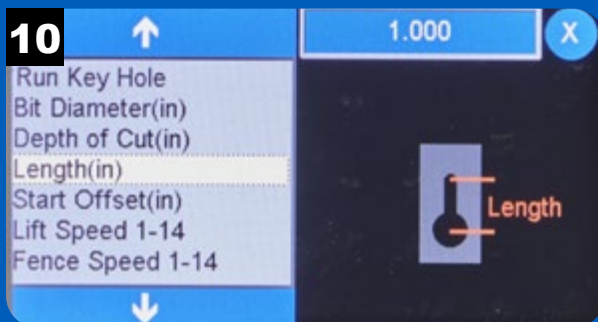 10
1.000
X
Run Key Hole
Bit Diameter(in)
Depth of Cut(in)
Length(in)
Start Offset(in)
Lift Speed 1-14
Fence Speed 1-14
Length